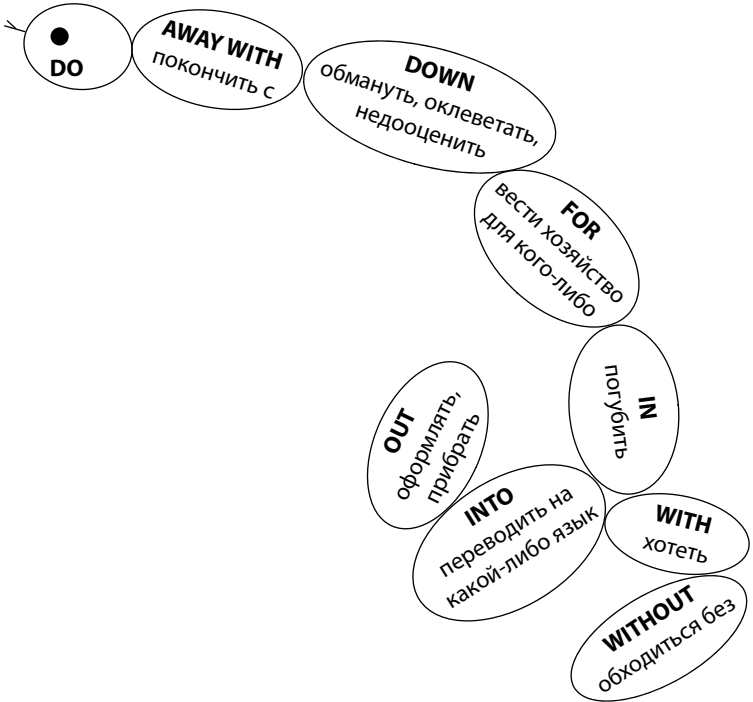 DO
AWAY WITH
покончить с
DOWN
обмануть, оклеветать,
недооценить
FOR
вести хозяйство
для кого-либо
IN
погубить
OUT
оформлять,
прибрать
INTO
переводить на
какой-либо язык
WITH
хотеть
WITHOUT
обходиться без